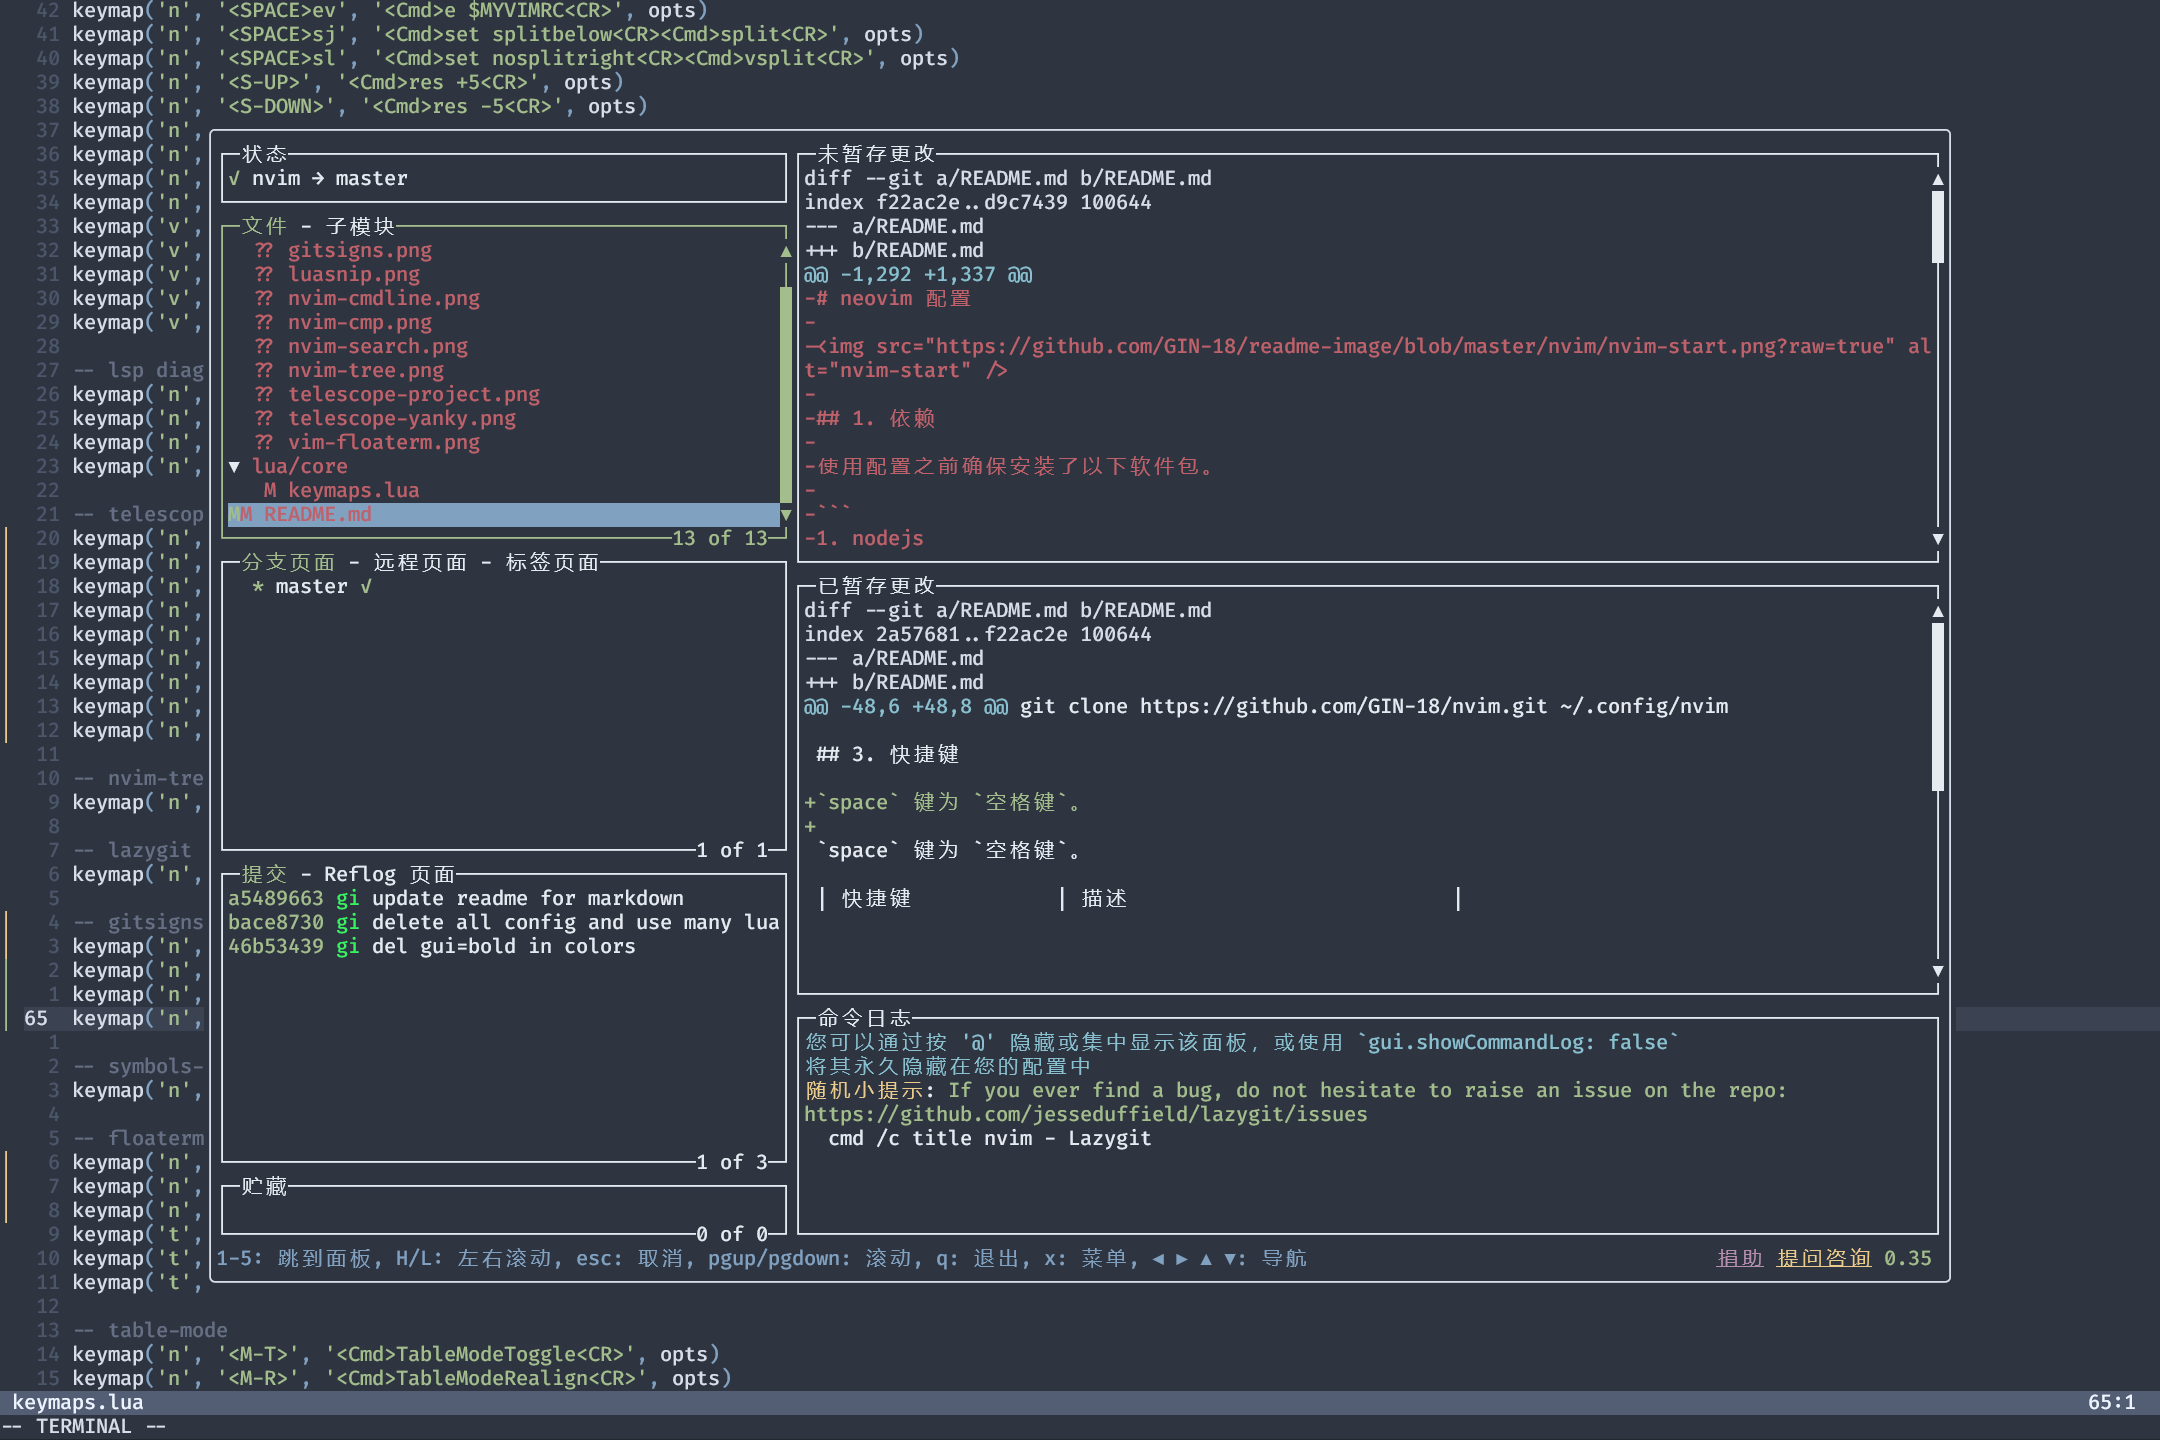 42 keymap('n', '<SPACE>ev', '<Cmd>e $MYVIMRC<CR>', opts)
41 keymap('n', '<SPACE>sj', '<Cmd>set splitbelow<CR><Cmd>split<CR>', opts)
40 keymap('n', '<SPACE>sl', '<Cmd>set nosplitright<CR><Cmd>vsplit<CR>', opts)
39 keymap('n', '<S-UP>', '<Cmd>res +5<CR>', opts)
38 keymap('n', '<S-DOWN>', '<Cmd>res -5<CR>', opts)
37 keymap('n',
36 keymap('n',
35 keymap('n',
34 keymap('n',
33 keymap('v',
32 keymap('v',
31 keymap('v',
30 keymap('v',
29 keymap('v',
28
27 -- lsp diag
26 keymap('n',
25 keymap('n',
24 keymap('n',
23 keymap('n',
22
21 -- telescop
20 keymap('n',
19 keymap('n',
18 keymap('n',
17 keymap('n',
16 keymap('n',
15 keymap('n',
14 keymap('n',
13 keymap('n',
12 keymap('n',
11
10 -- nvim-tre
9 keymap('n',
8
7 -- lazygit
6 keymap('n',
5
4 -- gitsigns
3 keymap('n',
2 keymap('n',
1 keymap('n',
65 keymap('n',
1
2 -- symbols-
3 keymap('n',
4
5 -- floaterm
6 keymap('n',
7 keymap('n',
8 keymap('n',
9 keymap('t',
10 keymap('t',
11 keymap('t',
12
13 -- table-mode
14 keymap('n', '<M-T>', '<Cmd>TableModeToggle<CR>', opts)
15 keymap('n', '<M-R>', '<Cmd>TableModeRealign<CR>', opts)
状态
√ nvim → master
文件 - 子模块
?? gitsigns.png
?? luasnip.png
?? nvim-cmdline.png
?? nvim-cmp.png
?? nvim-search.png
?? nvim-tree.png
?? telescope-project.png
?? telescope-yanky.png
?? vim-floaterm.png
▼ lua/core
M keymaps.lua
MM README.md
13 of 13
分支页面 - 远程页面 - 标签页面
* master √
1 of 1
提交 - Reflog 页面
a5489663 gi update readme for markdown
bace8730 gi delete all config and use many lua
46b53439 gi del gui=bold in colors
1 of 3
贮藏
0 of 0
未暂存更改
diff --git a/README.md b/README.md
index f22ac2e..d9c7439 100644
--- a/README.md
+++ b/README.md
@@ -1,292 +1,337 @@
-# neovim 配置
-
-<img src="https://github.com/GIN-18/readme-image/blob/master/nvim/nvim-start.png?raw=true" al
t="nvim-start" />
-
-## 1. 依赖
-
-使用配置之前确保安装了以下软件包。
-
-```
-1. nodejs
已暂存更改
diff --git a/README.md b/README.md
index 2a57681..f22ac2e 100644
--- a/README.md
+++ b/README.md
@@ -48,6 +48,8 @@ git clone https://github.com/GIN-18/nvim.git ~/.config/nvim
## 3. 快捷键
+`space` 键为 `空格键`。
+
`space` 键为 `空格键`。
| 快捷键 | 描述 |
命令日志
您可以通过按 '@' 隐藏或集中显示该面板, 或使用 `gui.showCommandLog: false`
将其永久隐藏在您的配置中
随机小提示: If you ever find a bug, do not hesitate to raise an issue on the repo:
https://github.com/jesseduffield/lazygit/issues
cmd /c title nvim - Lazygit
1-5: 跳到面板, H/L: 左右滚动, esc: 取消, pgup/pgdown: 滚动, q: 退出, x: 菜单, ◄ ► ▲ ▼: 导航
捐助 提问咨询 0.35
keymaps.lua 65:1
-- TERMINAL --